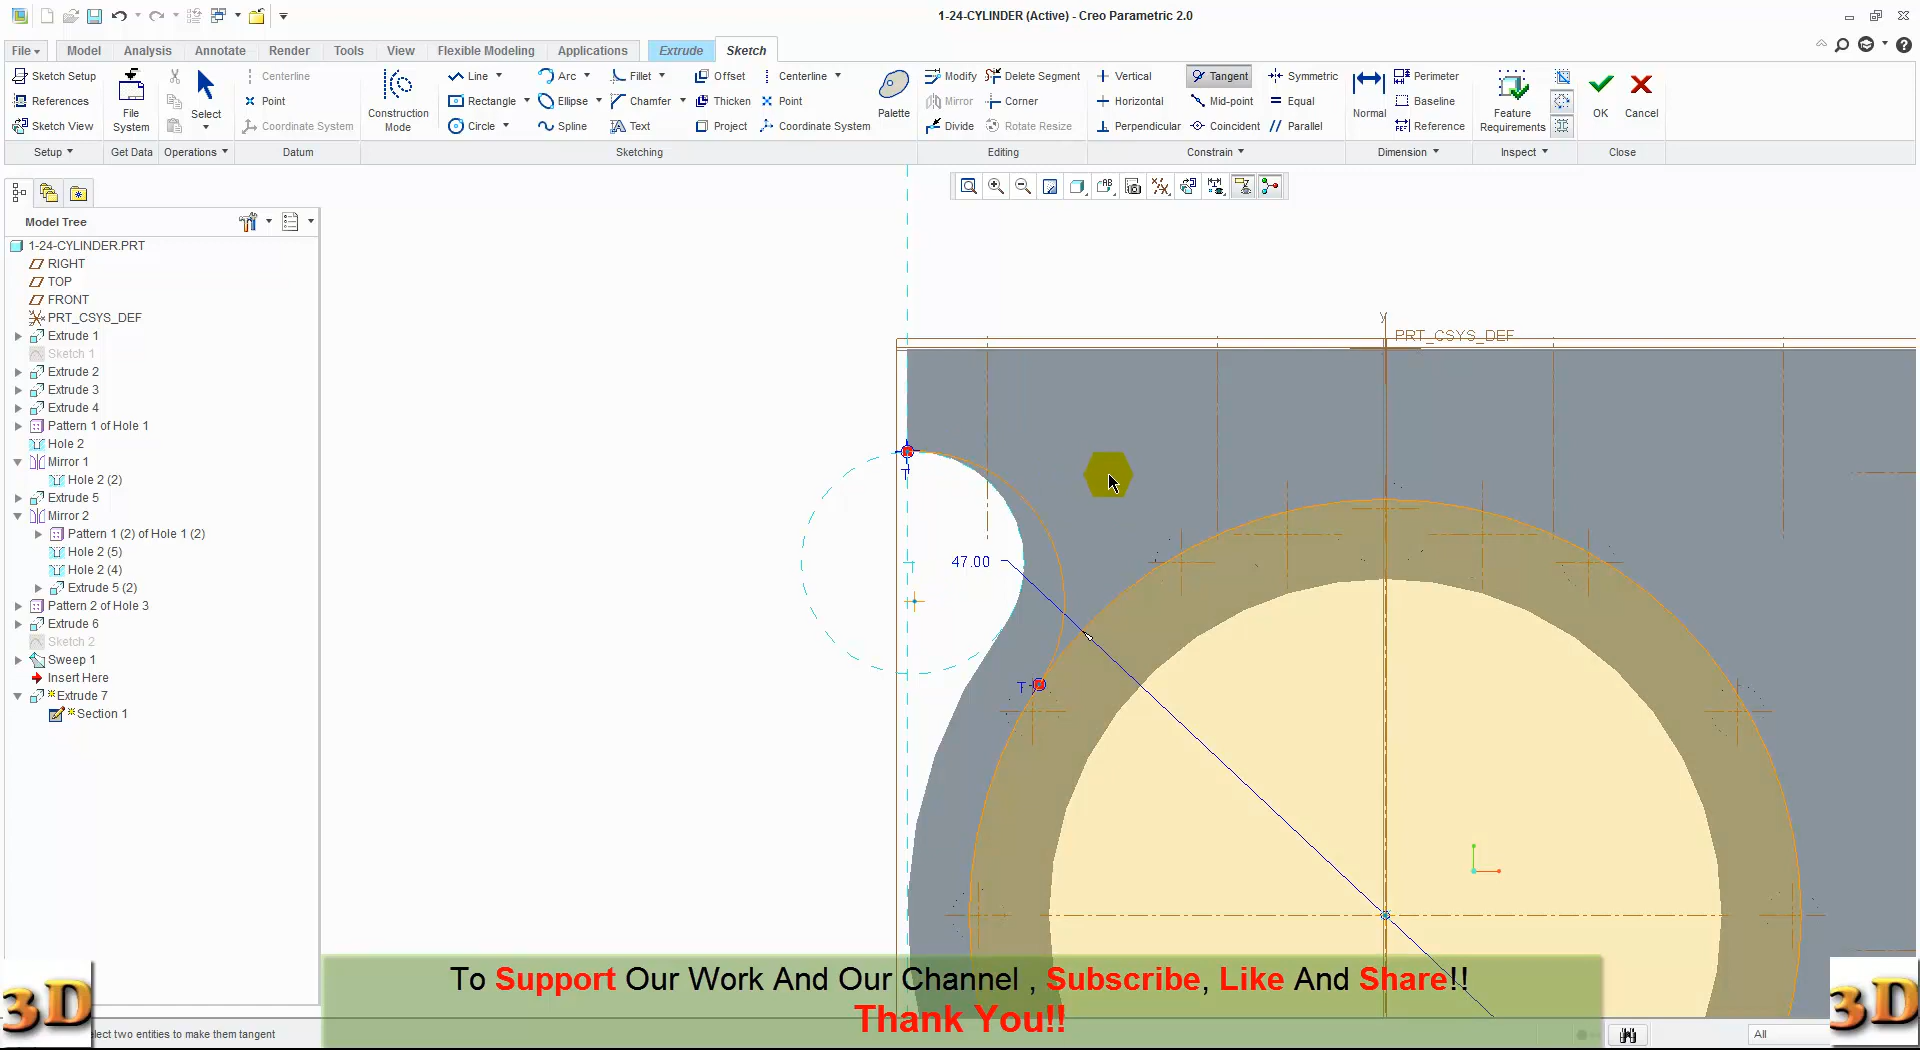 1-24-CYLINDER (Active) - Creo Parametric 2.0
File Model Analysis Annotate Render Tools View Flexible Modeling Applications Extrude Sketch
Sketch Setup Centerline Line Arc Fillet Offset Centerline Modify Delete Segment Vertical Tangent Symmetric Perimeter
References Point Rectangle Ellipse Chamfer Thicken Point Mirror Corner Horizontal Mid-point Equal Baseline
File System Select Construction Mode Palette Normal Feature Requirements OK Cancel
Sketch View Coordinate System Circle Spline Text Project Coordinate System Divide Rotate Resize Perpendicular Coincident Parallel Reference
Setup Get Data Operations Datum Sketching Editing Constrain Dimension Inspect Close
Model Tree
1-24-CYLINDER.PRT
RIGHT
TOP
FRONT
PRT_CSYS_DEF
Extrude 1
Sketch 1
Extrude 2
Extrude 3
Extrude 4
Pattern 1 of Hole 1
Hole 2
Mirror 1
Hole 2 (2)
Extrude 5
Mirror 2
Pattern 1 (2) of Hole 1 (2)
Hole 2 (5)
Hole 2 (4)
Extrude 5 (2)
Pattern 2 of Hole 3
Extrude 6
Sketch 2
Sweep 1
Insert Here
Extrude 7
Section 1
y
PRT_CSYS_DEF
T
47.00
T
To Support Our Work And Our Channel , Subscribe, Like And Share!!
Thank You!!
3D
3D
elect two entities to make them tangent
All